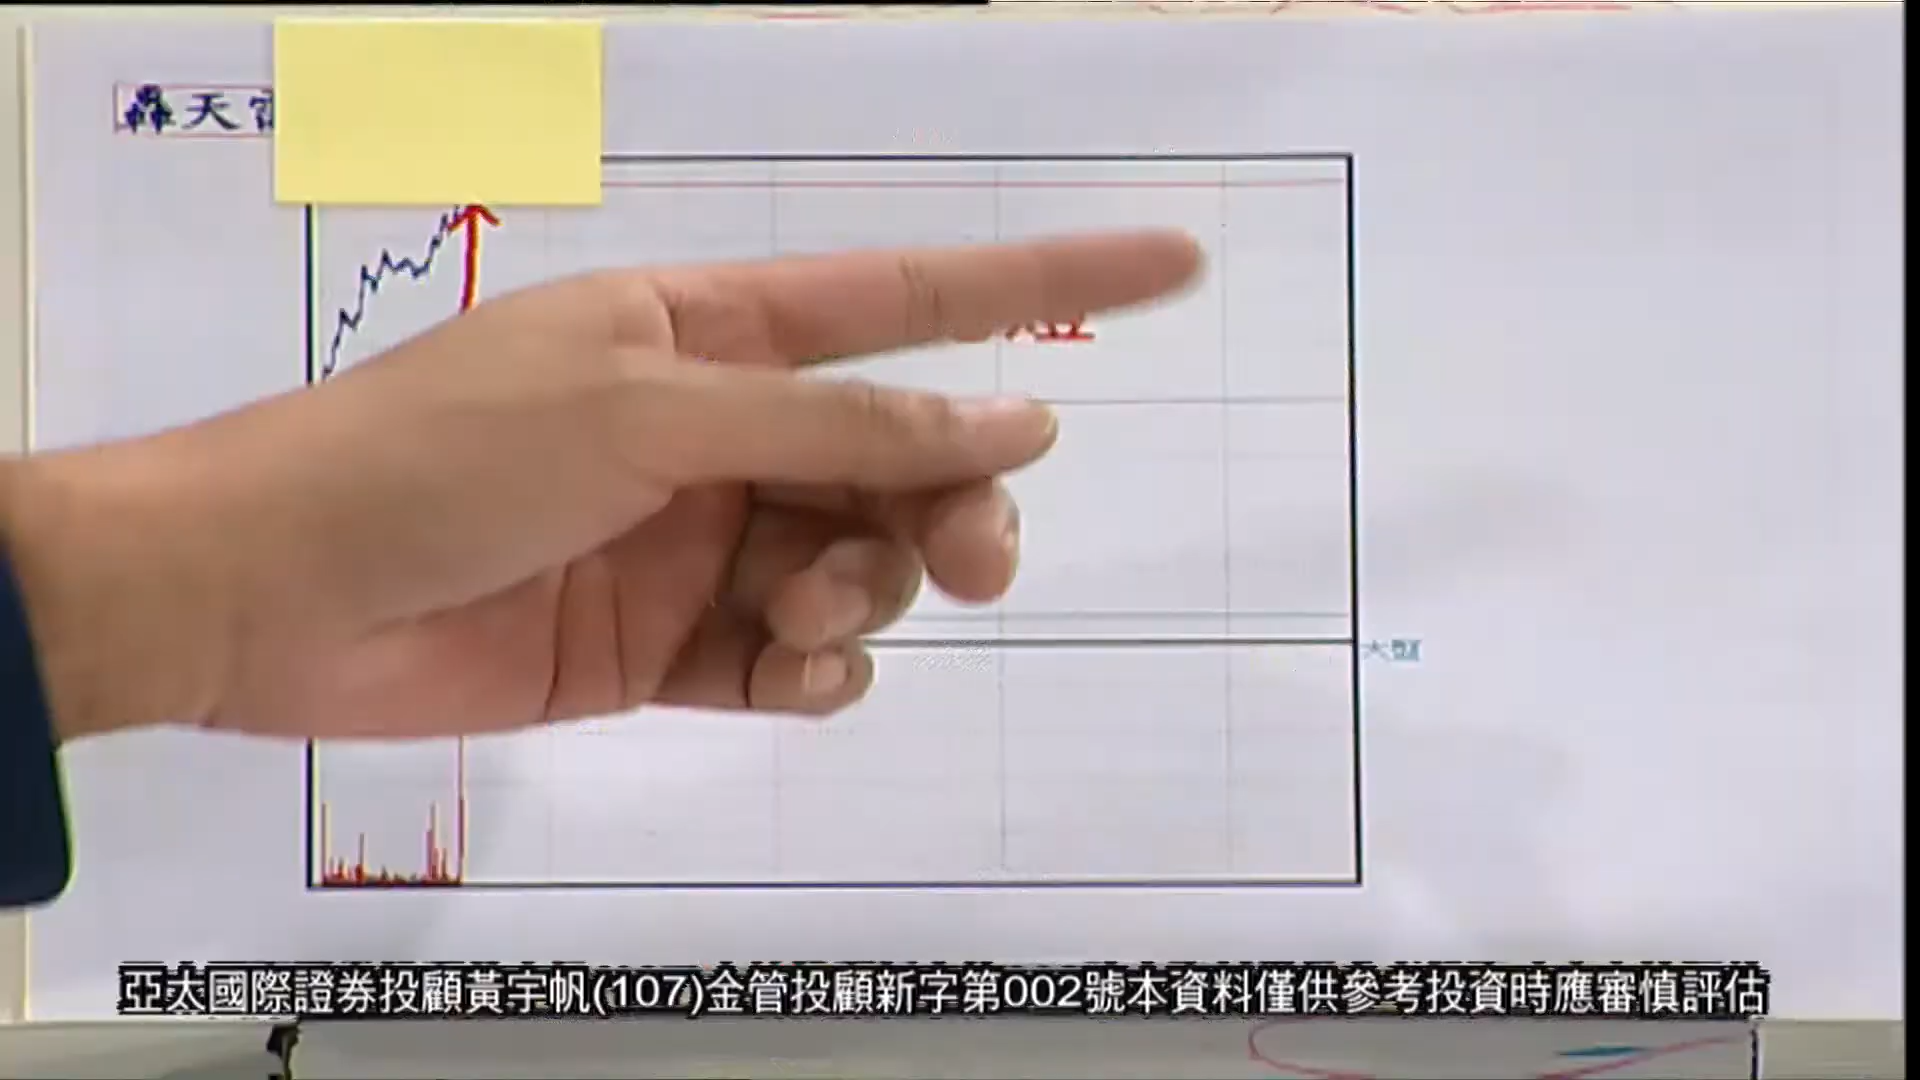 轟天
大盤
亞太國際證券投顧黃宇帆(107)金管投顧新字第002號本資料僅供參考投資時應審慎評估